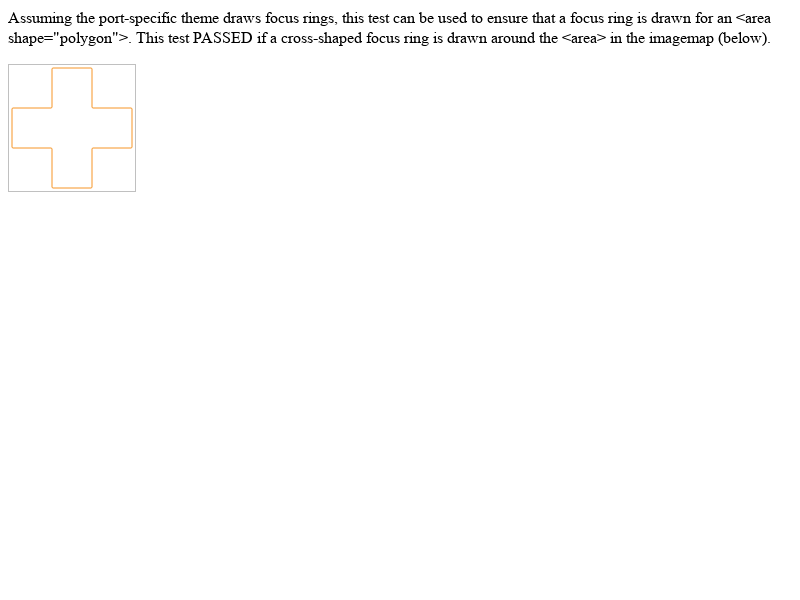 Assuming the port-specific theme draws focus rings, this test can be used to ensure that a focus ring is drawn for an <area
shape="polygon">. This test PASSED if a cross-shaped focus ring is drawn around the <area> in the imagemap (below).